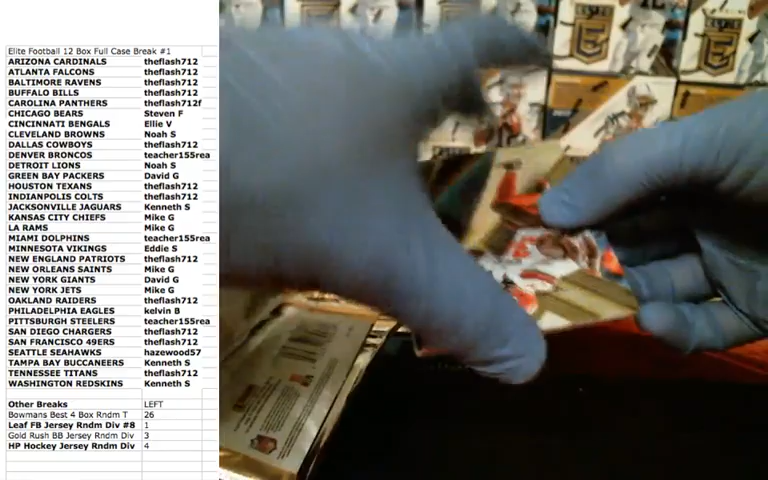 Elite Football 12 Box Full Case Break #1
ARIZONA CARDINALS theflash712
ATLANTA FALCONS theflash712
BALTIMORE RAVENS theflash712
BUFFALO BILLS theflash712
CAROLINA PANTHERS theflash712f
CHICAGO BEARS Steven F
CINCINNATI BENGALS Ellie V
CLEVELAND BROWNS Noah S
DALLAS COWBOYS theflash712
DENVER BRONCOS teacher155rea
DETROIT LIONS Noah S
GREEN BAY PACKERS David G
HOUSTON TEXANS theflash712
INDIANPOLIS COLTS theflash712
JACKSONVILLE JAGUARS Kenneth S
KANSAS CITY CHIEFS Mike G
LA RAMS Mike G
MIAMI DOLPHINS teacher155rea
MINNESOTA VIKINGS Eddie S
NEW ENGLAND PATRIOTS theflash712
NEW ORLEANS SAINTS Mike G
NEW YORK GIANTS David G
NEW YORK JETS Mike G
OAKLAND RAIDERS theflash712
PHILADELPHIA EAGLES kelvin B
PITTSBURGH STEELERS teacher155rea
SAN DIEGO CHARGERS theflash712
SAN FRANCISCO 49ERS theflash712
SEATTLE SEAHAWKS hazewood57
TAMPA BAY BUCCANEERS Kenneth S
TENNESSEE TITANS theflash712
WASHINGTON REDSKINS Kenneth S
Other Breaks LEFT
Bowmans Best 4 Box Rndm T 26
Leaf FB Jersey Rndm Div #8 1
Gold Rush BB Jersey Rndm Div 3
HP Hockey Jersey Rndm Div 4